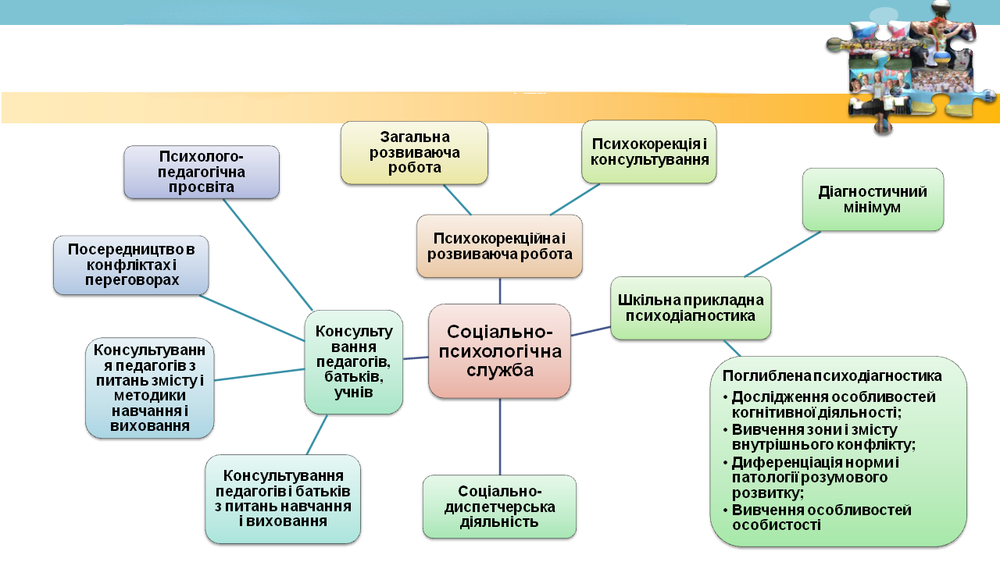 Загальна
розвиваюча
робота
Психокорекція і
консультування
Психолого-
педагогічна
просвіта
Діагностичний
мінімум
Психокорекційна і
розвиваюча робота
Посередництво в
конфліктах і
переговорах
Шкільна прикладна
психодіагностика
Консульту
вання
педагогів,
батьків,
учнів
Соціально-
психологічна
служба
Консультуванн
я педагогів з
питань змісту і
методики
навчання і
виховання
Поглиблена психодіагностика
• Дослідження особливостей
когнітивної діяльності;
• Вивчення зони і змісту
внутрішнього конфлікту;
• Диференціація норми і
патології розумового
розвитку;
• Вивчення особливостей
особистості
Консультування
педагогів і батьків
з питань навчання
і виховання
Соціально-
диспетчерська
діяльність